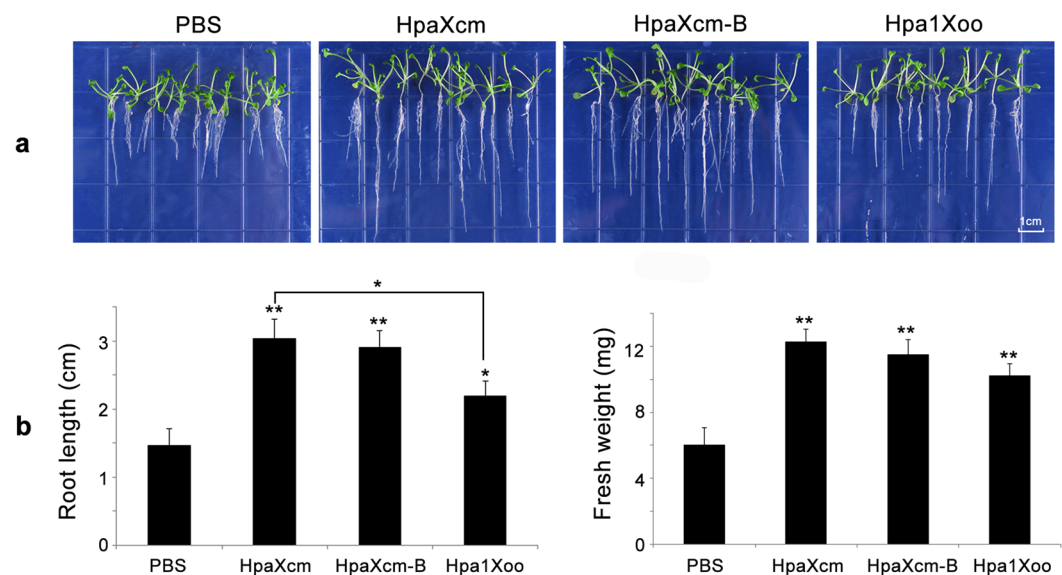 PBS HpaXcm HpaXcm-B Hpa1Xoo
a
1cm
b
Root length (cm)
3
2
1
0
*
**
**
*
PBS HpaXcm HpaXcm-B Hpa1Xoo
Fresh weight (mg)
12
8
4
0
**
**
**
PBS HpaXcm HpaXcm-B Hpa1Xoo